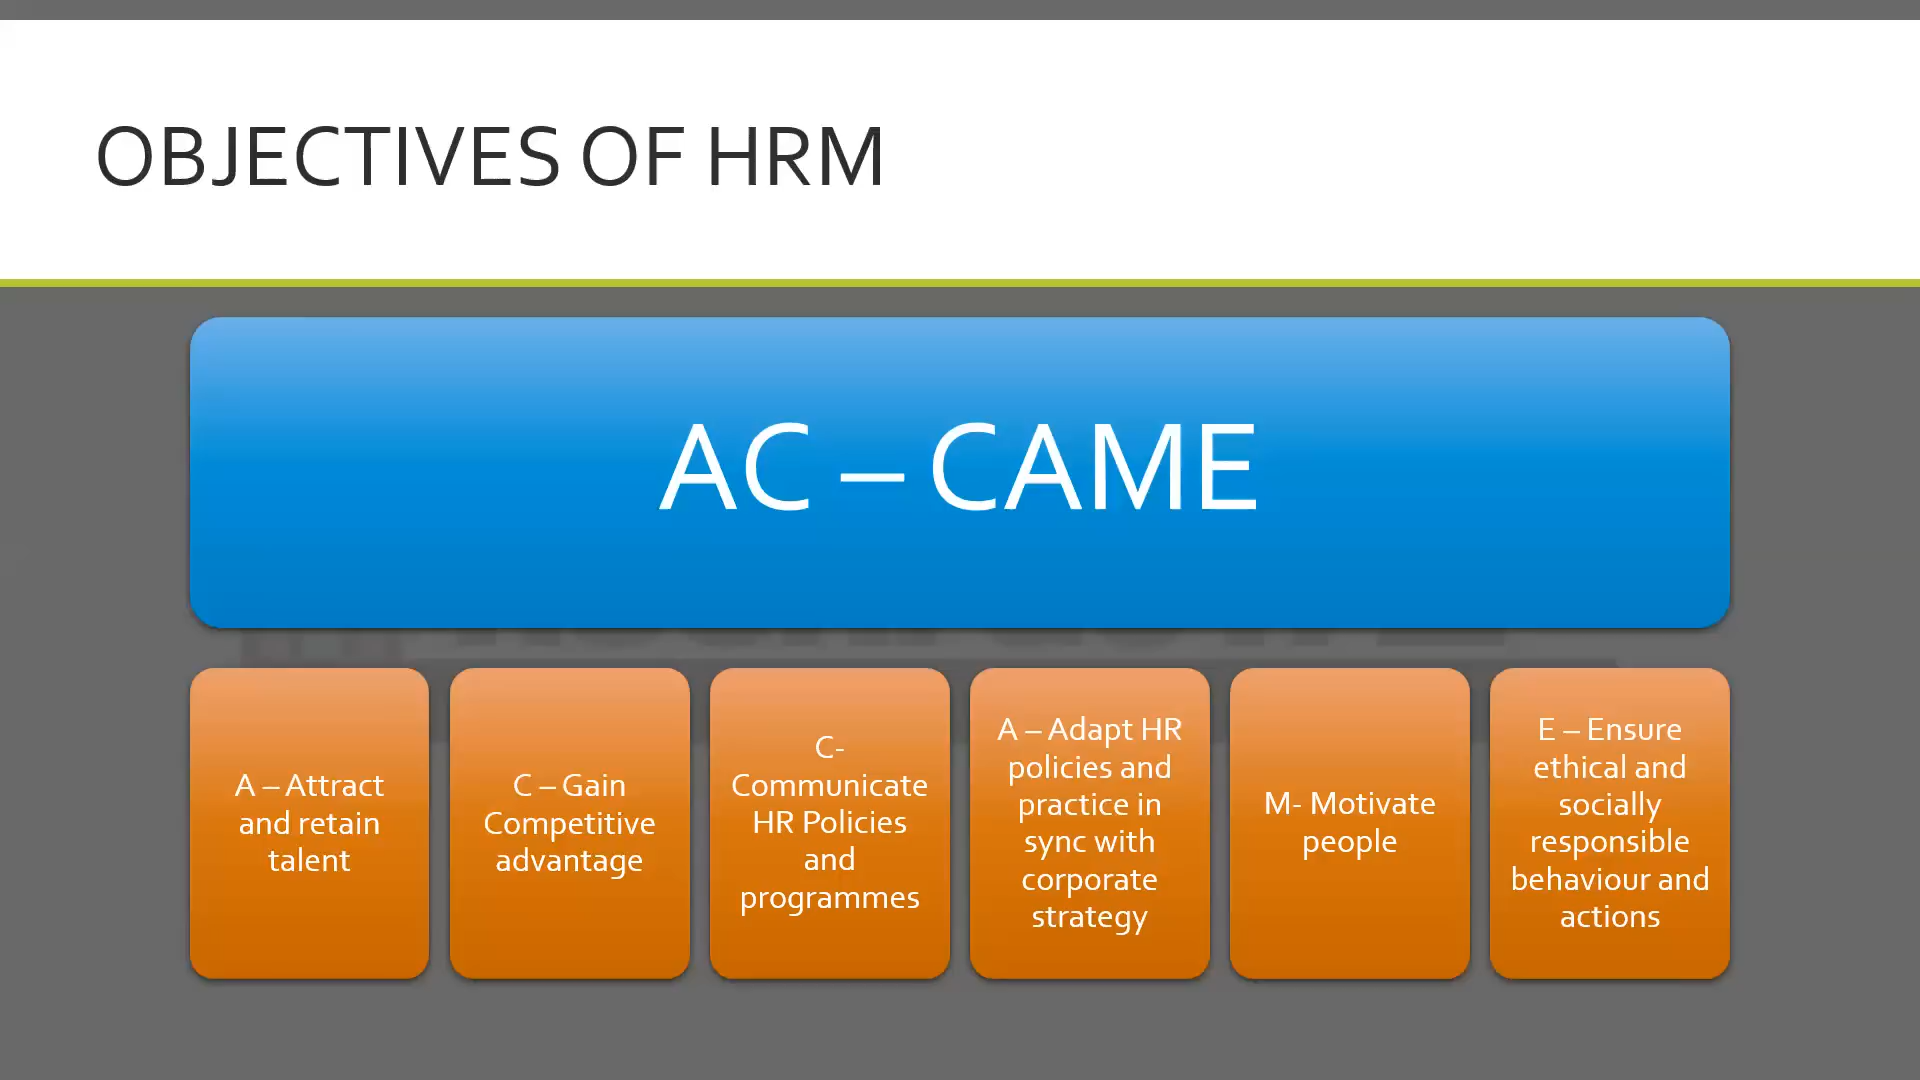 OBJECTIVES OF HRM
AC – CAME
A – Attract
and retain
talent
C – Gain
Competitive
advantage
C-
Communicate
HR Policies
and
programmes
A – Adapt HR
policies and
practice in
sync with
corporate
strategy
M- Motivate
people
E – Ensure
ethical and
socially
responsible
behaviour and
actions